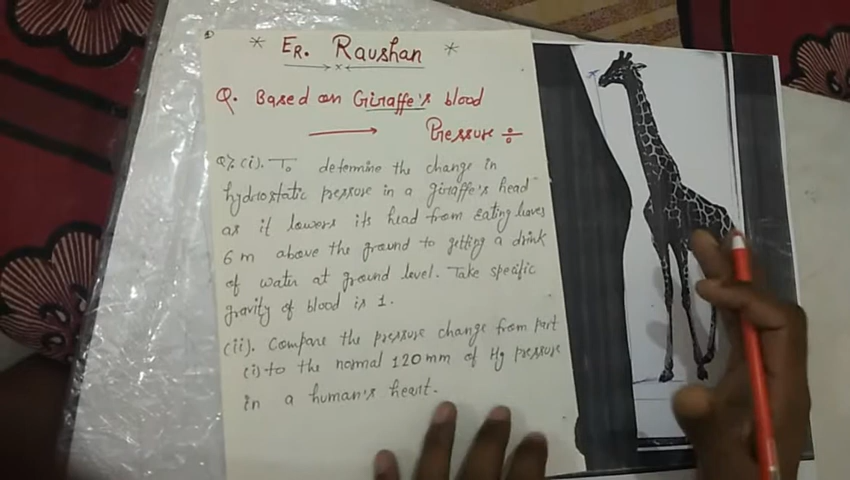 * ER. Raushan *
Q. Based on Giraffe's blood
Pressure ÷
Q/.(i). To determine the change in
hydrostatic pressure in a giraffe's head
as it lowers its head from Eating leaves
6 m above the ground to getting a drink
of water at ground level. Take specific
gravity of blood is 1.
(ii). Compare the pressure change from part
(i) to the normal 120 mm of Hg pressure
in a human's heart.